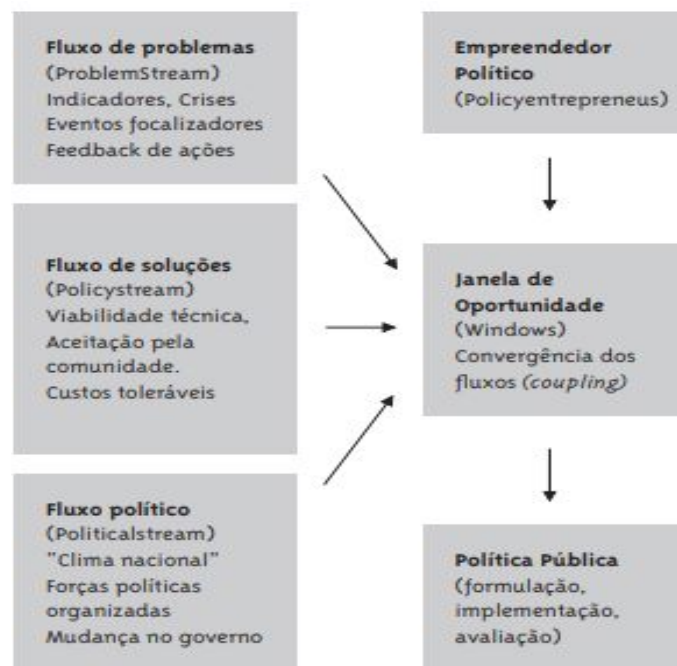 Fluxo de problemas
(ProblemStream)
Indicadores, Crises
Eventos focalizadores
Feedback de ações
Fluxo de soluções
(Policystream)
Viabilidade técnica,
Aceitação pela
comunidade.
Custos toleráveis
Fluxo político
(Politicalstream)
"Clima nacional"
Forças políticas
organizadas
Mudança no governo
Empreendedor
Político
(Policyentrepreneus)
Janela de
Oportunidade
(Windows)
Convergência dos
fluxos (coupling)
Política Pública
(formulação,
implementação,
avaliação)